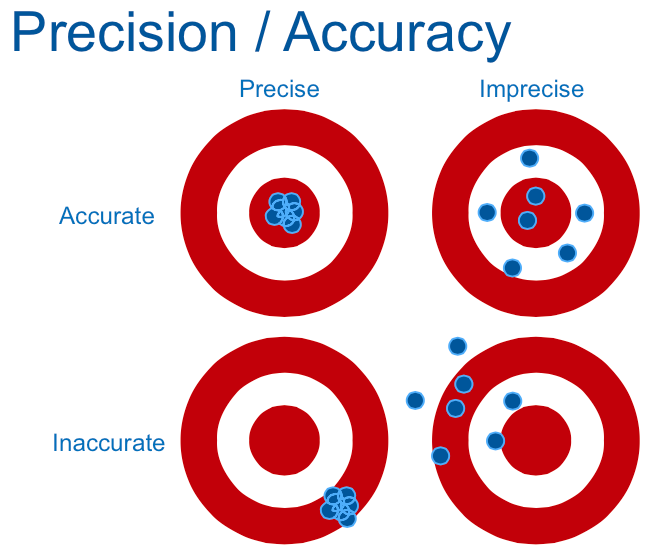 Precision / Accuracy
Precise
Imprecise
Accurate
Inaccurate